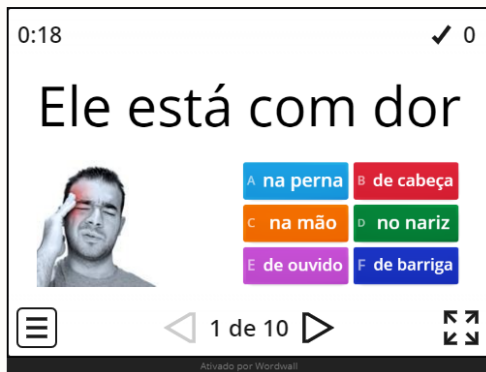 0:18 ✔ 0
Ele está com dor
A na perna B de cabeça
C na mão D no nariz
E de ouvido F de barriga
1 de 10
Ativado por Wordwall